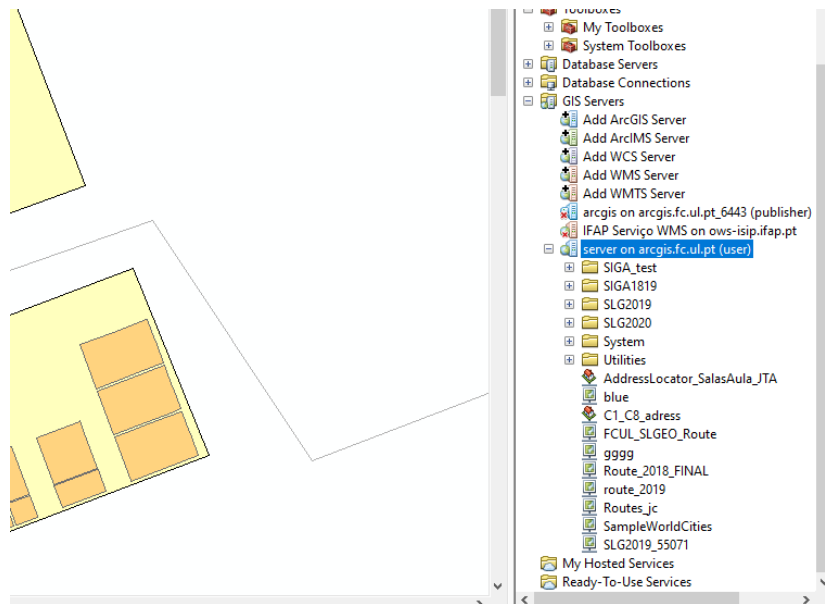 Toolboxes
My Toolboxes
System Toolboxes
Database Servers
Database Connections
GIS Servers
Add ArcGIS Server
Add ArcIMS Server
Add WCS Server
Add WMS Server
Add WMTS Server
arcgis on arcgis.fc.ul.pt_6443 (publisher)
IFAP Serviço WMS on ows-isip.ifap.pt
server on arcgis.fc.ul.pt (user)
SIGA_test
SIGA1819
SLG2019
SLG2020
System
Utilities
AddressLocator_SalasAula_JTA
blue
C1_C8_adress
FCUL_SLGEO_Route
gggg
Route_2018_FINAL
route_2019
Routes_jc
SampleWorldCities
SLG2019_55071
My Hosted Services
Ready-To-Use Services